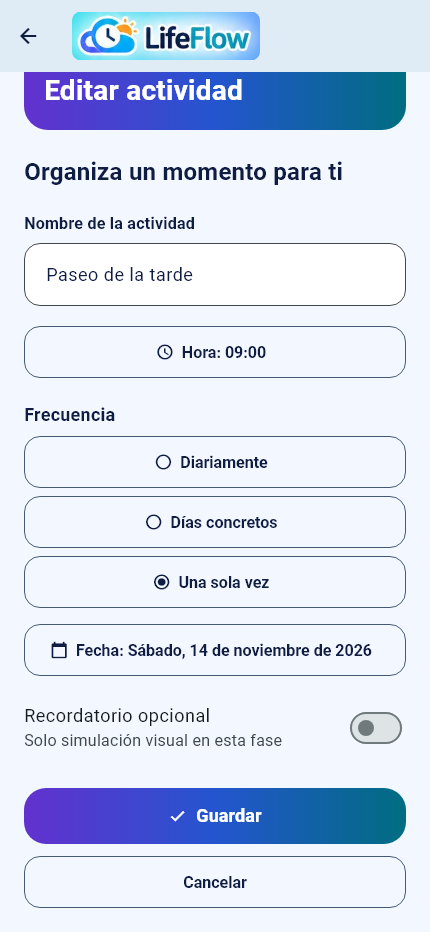 LifeFlow
Editar actividad
Organiza un momento para ti
Nombre de la actividad
Paseo de la tarde
Hora: 09:00
Frecuencia
Diariamente
Días concretos
Una sola vez
Fecha: Sábado, 14 de noviembre de 2026
Recordatorio opcional
Solo simulación visual en esta fase
Guardar
Cancelar